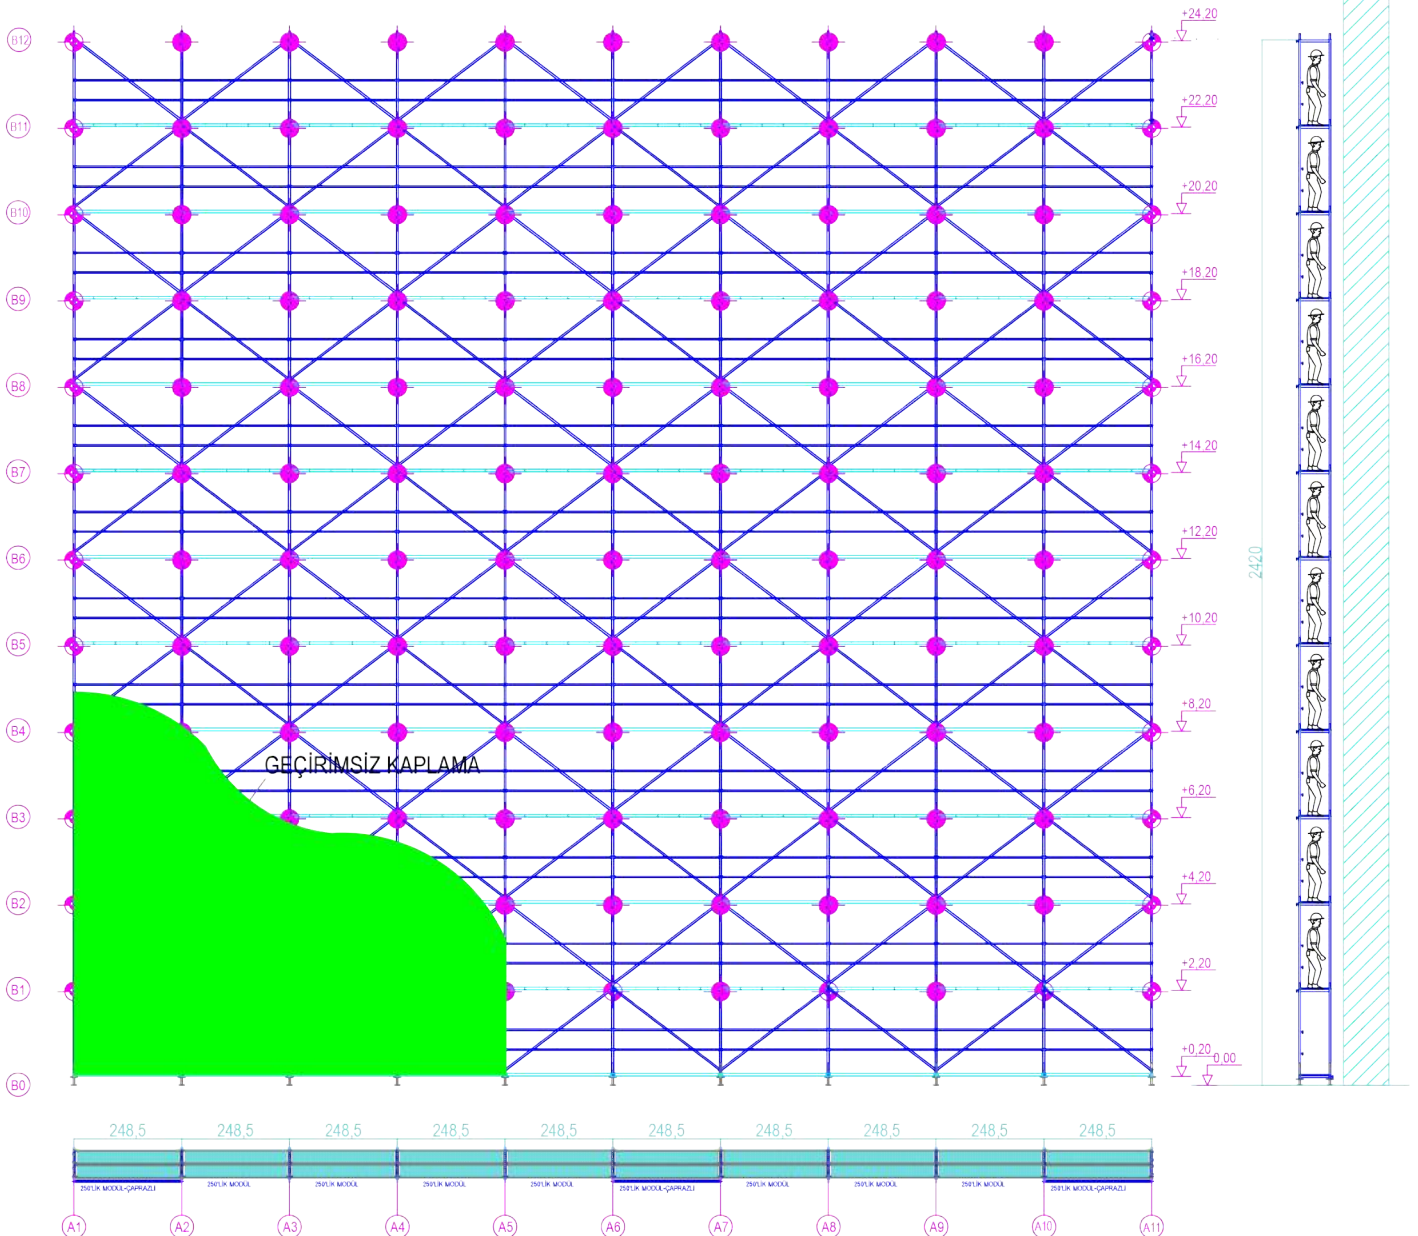 B12
+24,20
B11
+22,20
B10
+20,20
B9
+18,20
B8
+16,20
B7
+14,20
B6
+12,20
2420
B5
+10,20
B4
+8,20
GEÇİRİMSİZ KAPLAMA
B3
+6,20
B2
+4,20
B1
+2,20
+0,20
0,00
B0
248,5 248,5 248,5 248,5 248,5 248,5 248,5 248,5 248,5 248,5
250'LİK MODÜL-ÇAPRAZLI 250'LİK MODÜL 250'LİK MODÜL 250'LİK MODÜL 250'LİK MODÜL 250'LİK MODÜL-ÇAPRAZLI 250'LİK MODÜL 250'LİK MODÜL 250'LİK MODÜL 250'LİK MODÜL-ÇAPRAZLI
A1 A2 A3 A4 A5 A6 A7 A8 A9 A10 A11